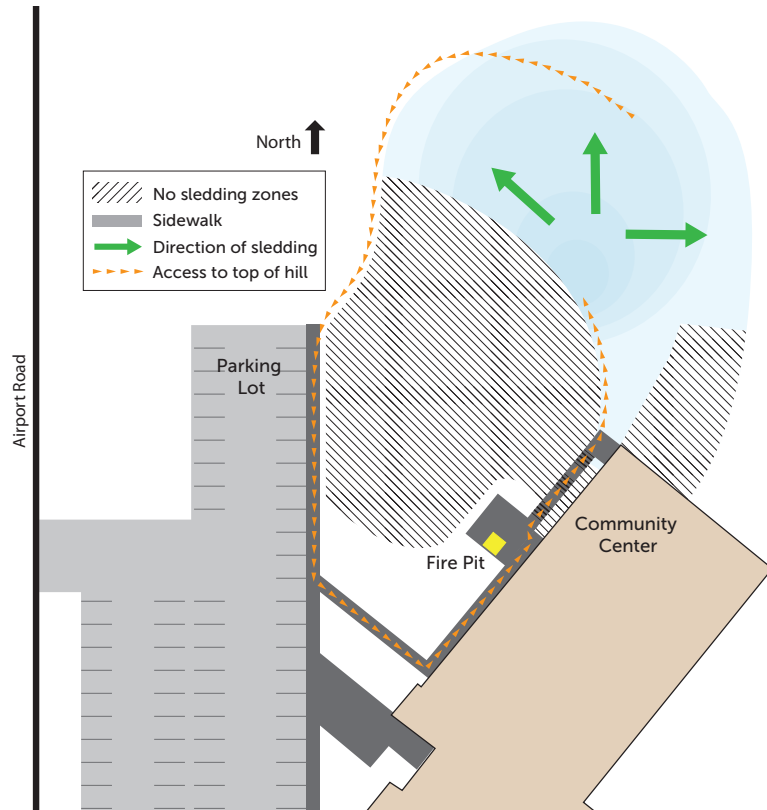 North
No sledding zones
Sidewalk
Direction of sledding
Access to top of hill
Parking
Lot
Airport Road
Community
Center
Fire Pit